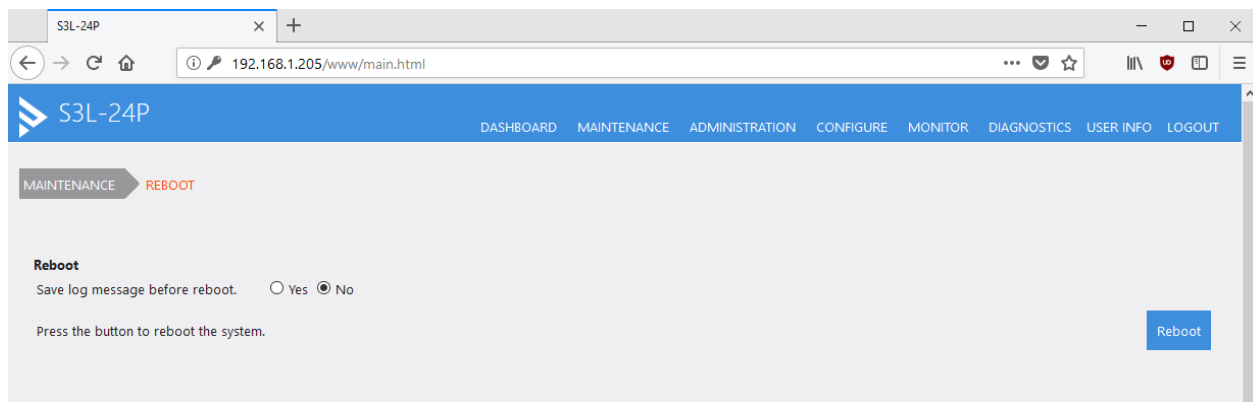 S3L-24P
192.168.1.205/www/main.html
S3L-24P
DASHBOARD MAINTENANCE ADMINISTRATION CONFIGURE MONITOR DIAGNOSTICS USER INFO LOGOUT
MAINTENANCE REBOOT
Reboot
Save log message before reboot. Yes No
Press the button to reboot the system. Reboot